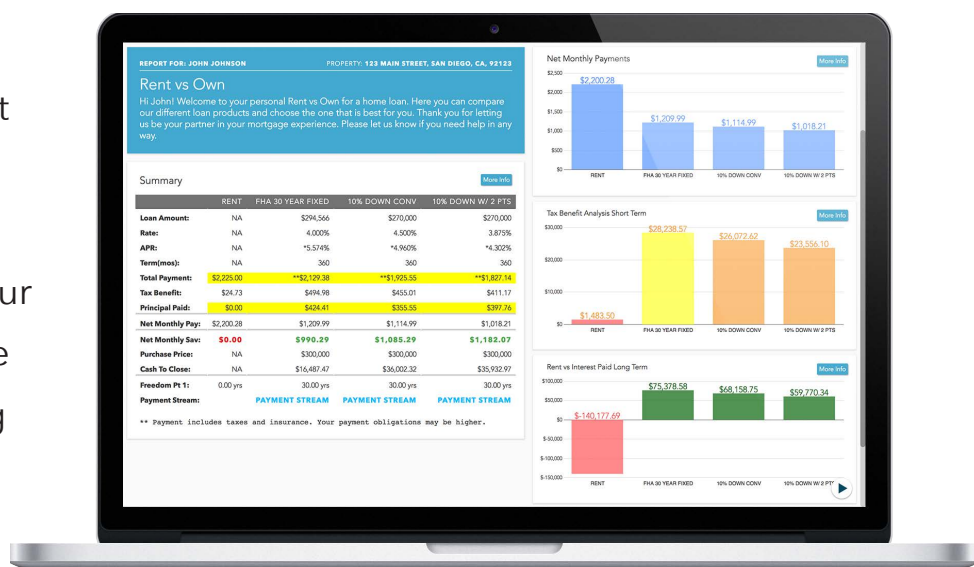 t
ur
e
g
REPORT FOR: JOHN JOHNSON PROPERTY: 123 MAIN STREET, SAN DIEGO, CA, 92123
Rent vs Own
Hi John! Welcome to your personal Rent vs Own for a home loan. Here you can compare
our different loan products and choose the one that is best for you. Thank you for letting
us be your partner in your mortgage experience. Please let us know if you need help in any
way.
Summary More Info
RENT FHA 30 YEAR FIXED 10% DOWN CONV 10% DOWN W/ 2 PTS
Loan Amount: NA $294,566 $270,000 $270,000
Rate: NA 4.000% 4.500% 3.875%
APR: NA *5.574% *4.960% *4.302%
Term(mos): NA 360 360 360
Total Payment: $2,225.00 **$2,129.38 **$1,925.55 **$1,827.14
Tax Benefit: $24.73 $494.98 $455.01 $411.17
Principal Paid: $0.00 $424.41 $355.55 $397.76
Net Monthly Pay: $2,200.28 $1,209.99 $1,114.99 $1,018.21
Net Monthly Sav: $0.00 $990.29 $1,085.29 $1,182.07
Purchase Price: NA $300,000 $300,000 $300,000
Cash To Close: NA $16,487.47 $36,002.32 $35,932.97
Freedom Pt 1: 0.00 yrs 30.00 yrs 30.00 yrs 30.00 yrs
Payment Stream: PAYMENT STREAM PAYMENT STREAM PAYMENT STREAM
** Payment includes taxes and insurance. Your payment obligations may be higher.
Net Monthly Payments More Info
$2,500
$2,200.28
$2,000
$1,500
$1,209.99 $1,114.99 $1,018.21
$1,000
$500
$0
RENT FHA 30 YEAR FIXED 10% DOWN CONV 10% DOWN W/ 2 PTS
Tax Benefit Analysis Short Term More Info
$30,000
$28,238.57 $26,072.62 $23,556.10
$20,000
$10,000
$1,483.50
$0
RENT FHA 30 YEAR FIXED 10% DOWN CONV 10% DOWN W/ 2 PTS
Rent vs Interest Paid Long Term More Info
$100,000
$75,378.58 $68,158.75 $59,770.34
$50,000
$0
$-140,177.69
$-50,000
$-100,000
$-150,000
RENT FHA 30 YEAR FIXED 10% DOWN CONV 10% DOWN W/ 2 PT